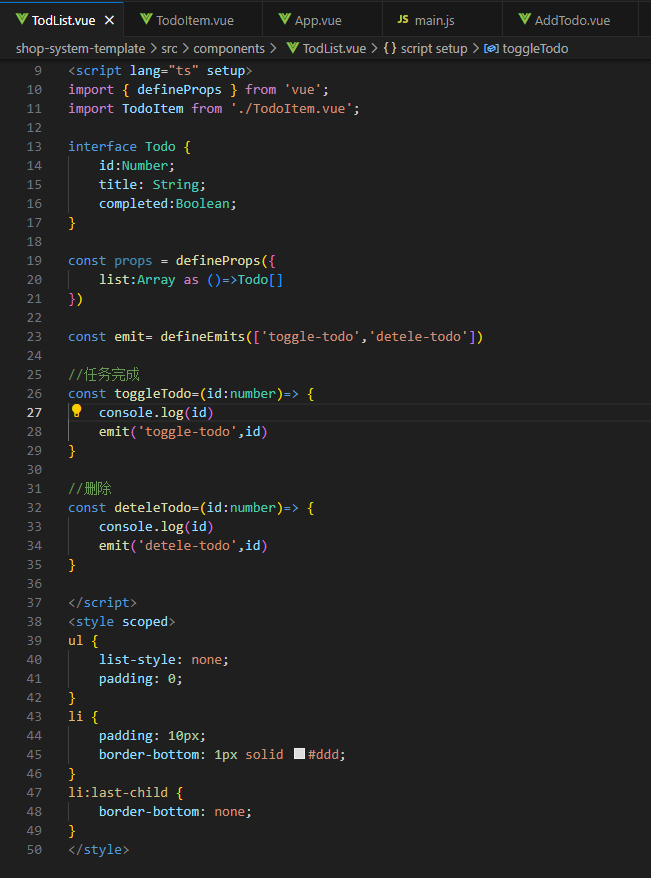 TodList.vue × TodoItem.vue App.vue JS main.js AddTodo.vue
shop-system-template > src > components > TodList.vue > {} script setup > toggleTodo
9 <script lang="ts" setup>
10 import { defineProps } from 'vue';
11 import TodoItem from './TodoItem.vue';
12
13 interface Todo {
14 id:Number;
15 title: String;
16 completed:Boolean;
17 }
18
19 const props = defineProps({
20 list:Array as ()=>Todo[]
21 })
22
23 const emit= defineEmits(['toggle-todo','detele-todo'])
24
25 //任务完成
26 const toggleTodo=(id:number)=> {
27 console.log(id)
28 emit('toggle-todo',id)
29 }
30
31 //删除
32 const deteleTodo=(id:number)=> {
33 console.log(id)
34 emit('detele-todo',id)
35 }
36
37 </script>
38 <style scoped>
39 ul {
40 list-style: none;
41 padding: 0;
42 }
43 li {
44 padding: 10px;
45 border-bottom: 1px solid #ddd;
46 }
47 li:last-child {
48 border-bottom: none;
49 }
50 </style>